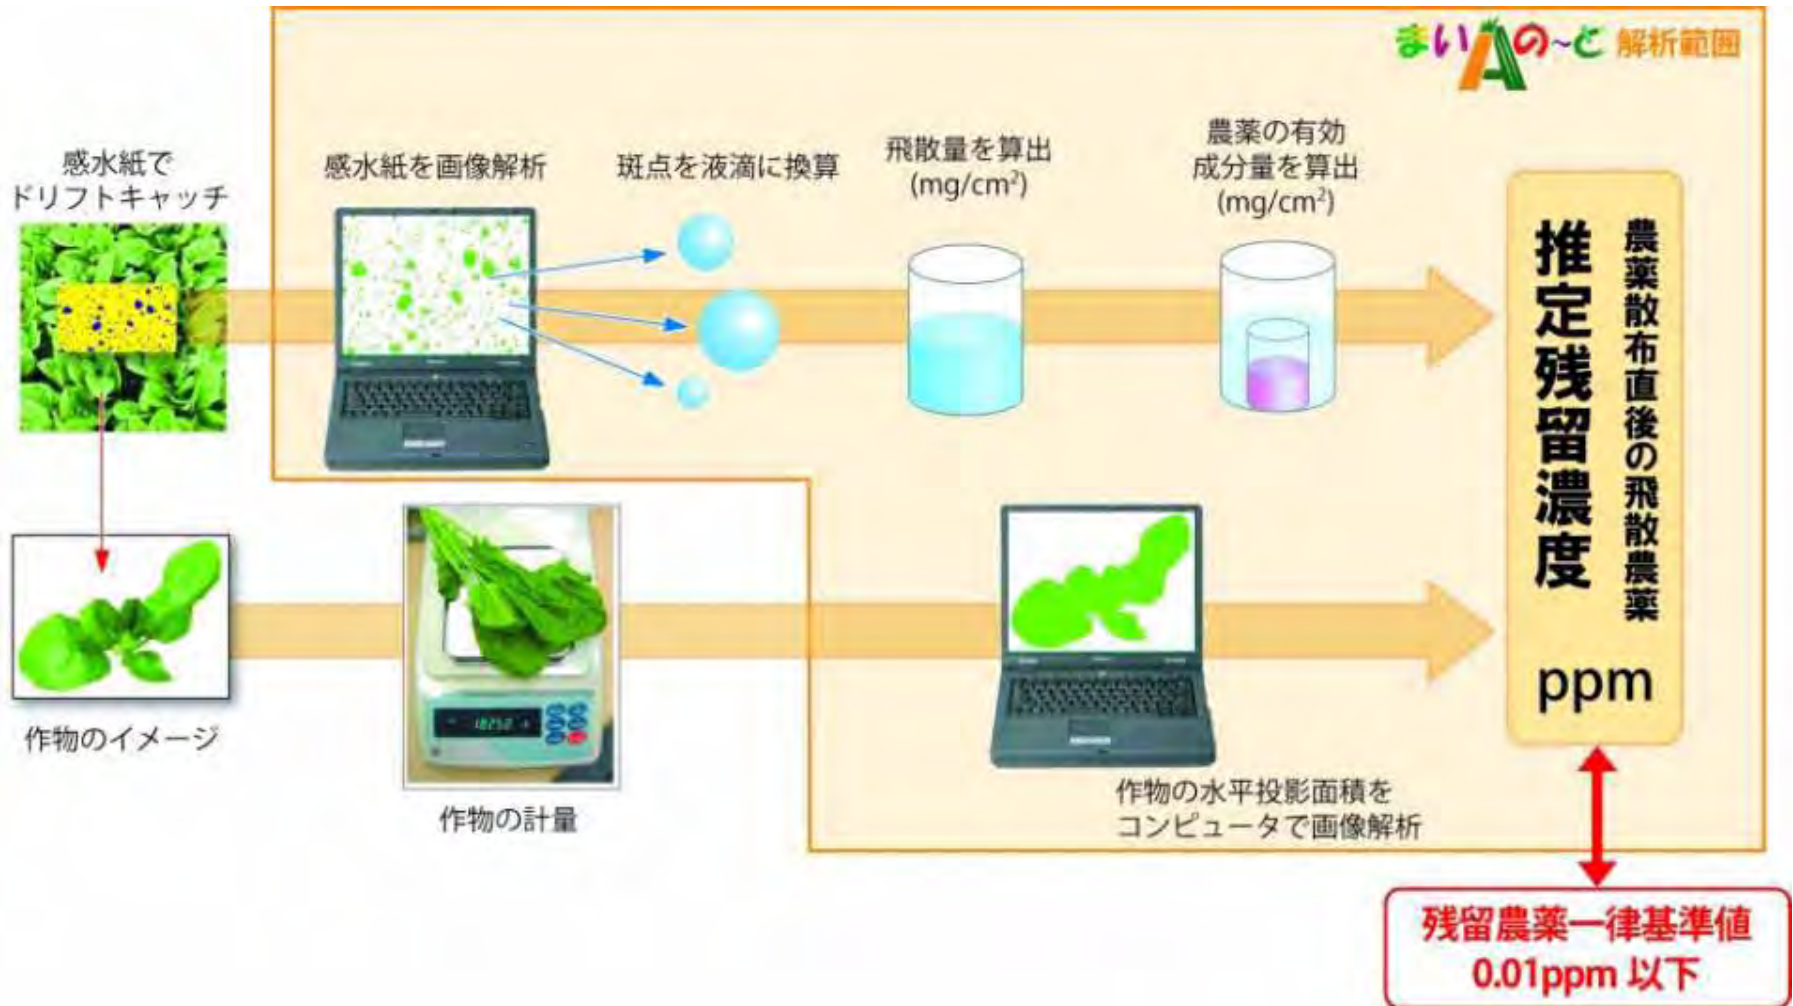 まいAの～と 解析範囲
感水紙で
ドリフトキャッチ
感水紙を画像解析
斑点を液滴に換算
飛散量を算出
(mg/cm²)
農薬の有効
成分量を算出
(mg/cm²)
農薬散布直後の飛散農薬
推定残留濃度
ppm
作物のイメージ
作物の計量
作物の水平投影面積を
コンピュータで画像解析
残留農薬一律基準値
0.01ppm 以下